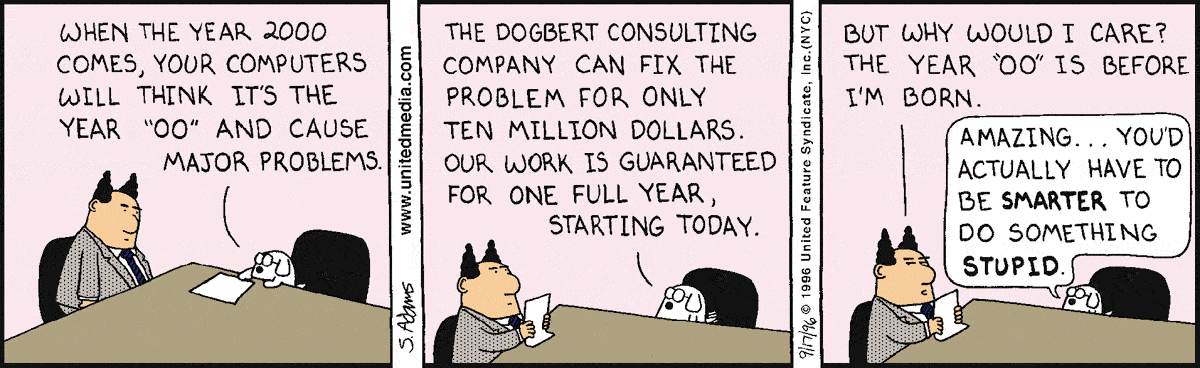 WHEN THE YEAR 2000
COMES, YOUR COMPUTERS
WILL THINK IT'S THE
YEAR "00" AND CAUSE
MAJOR PROBLEMS.
S. Adams
www.unitedmedia.com
THE DOGBERT CONSULTING
COMPANY CAN FIX THE
PROBLEM FOR ONLY
TEN MILLION DOLLARS.
OUR WORK IS GUARANTEED
FOR ONE FULL YEAR,
STARTING TODAY.
9/17/96 © 1996 United Feature Syndicate, Inc.(NYC)
BUT WHY WOULD I CARE?
THE YEAR "00" IS BEFORE
I'M BORN.
AMAZING... YOU'D
ACTUALLY HAVE TO
BE SMARTER TO
DO SOMETHING
STUPID.